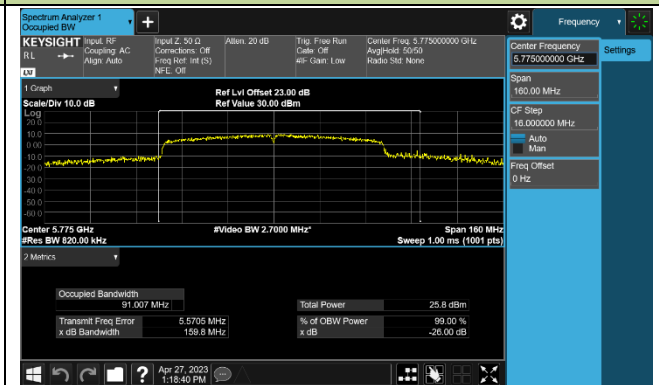 Spectrum Analyzer 1
Occupied BW
Frequency
KEYSIGHT
Input: RF
Coupling: AC
Align: Auto
Input Z: 50 Ω
Corrections: Off
Freq Ref: Int (S)
NFE: Off
Atten: 20 dB
Trig: Free Run
Gate: Off
#IF Gain: Low
Center Freq: 5.775000000 GHz
Avg|Hold: 50/50
Radio Std: None
RL
1 Graph
Scale/Div 10.0 dB
Ref Lvl Offset 23.00 dB
Ref Value 30.00 dBm
Log
20.0
10.0
0.00
-10.0
-20.0
-30.0
-40.0
-50.0
-60.0
Center 5.775 GHz
#Video BW 2.7000 MHz*
Span 160 MHz
#Res BW 820.00 kHz
Sweep 1.00 ms (1001 pts)
2 Metrics
Occupied Bandwidth
91.007 MHz
Total Power 25.8 dBm
Transmit Freq Error 5.5705 MHz
% of OBW Power 99.00 %
x dB Bandwidth 159.8 MHz
x dB -26.00 dB
Center Frequency
5.775000000 GHz
Settings
Span
160.00 MHz
CF Step
16.000000 MHz
Auto
Man
Freq Offset
0 Hz
?
Apr 27, 2023
1:18:40 PM